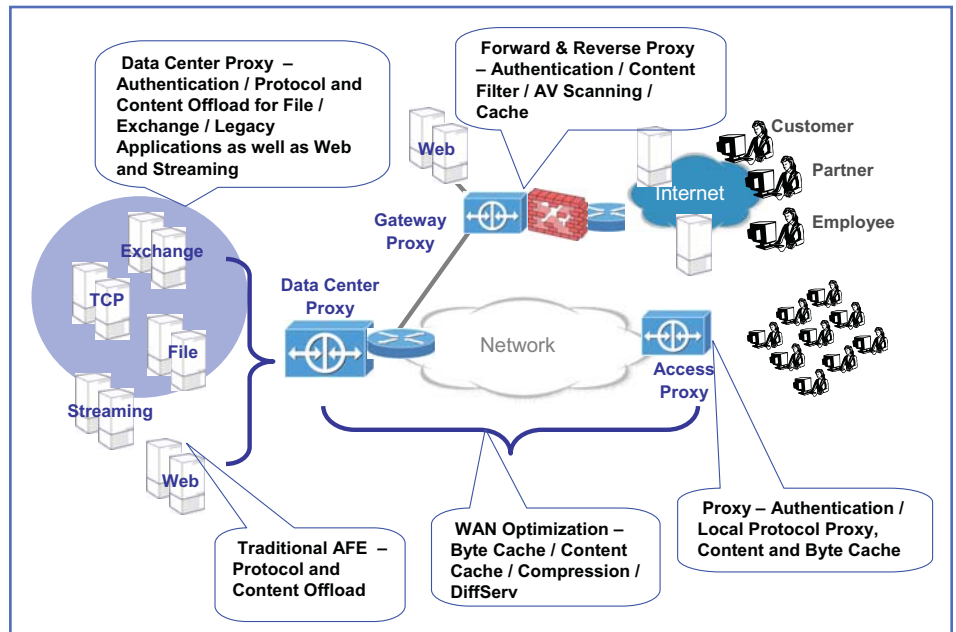 Data Center Proxy –
Authentication / Protocol and
Content Offload for File /
Exchange / Legacy
Applications as well as Web
and Streaming
Forward & Reverse Proxy
– Authentication / Content
Filter / AV Scanning /
Cache
Web
Gateway
Proxy
Internet
Customer
Partner
Employee
Exchange
TCP
File
Streaming
Web
Data Center
Proxy
Network
Access
Proxy
Traditional AFE –
Protocol and
Content Offload
WAN Optimization –
Byte Cache / Content
Cache / Compression /
DiffServ
Proxy – Authentication /
Local Protocol Proxy,
Content and Byte Cache